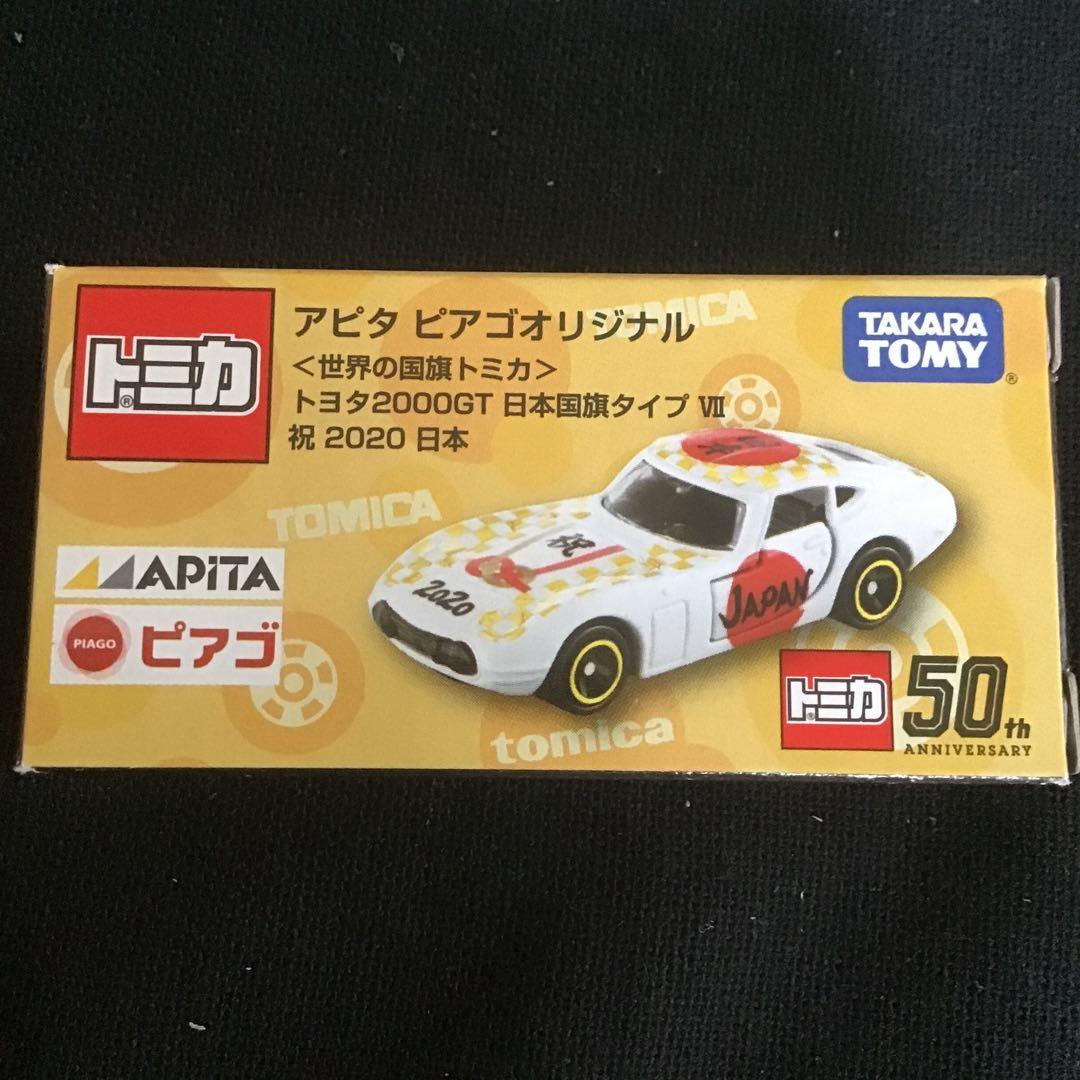 トミカ®
アピタ ピアゴオリジナル
<世界の国旗トミカ>
トヨタ2000GT 日本国旗タイプ Ⅶ
祝 2020 日本
TOMICA
TAKARA
TOMY®
TOMICA
APiTA
PIAGO ピアゴ
祝
2020
JAPAN
トミカ® 50th
ANNIVERSARY
tomica